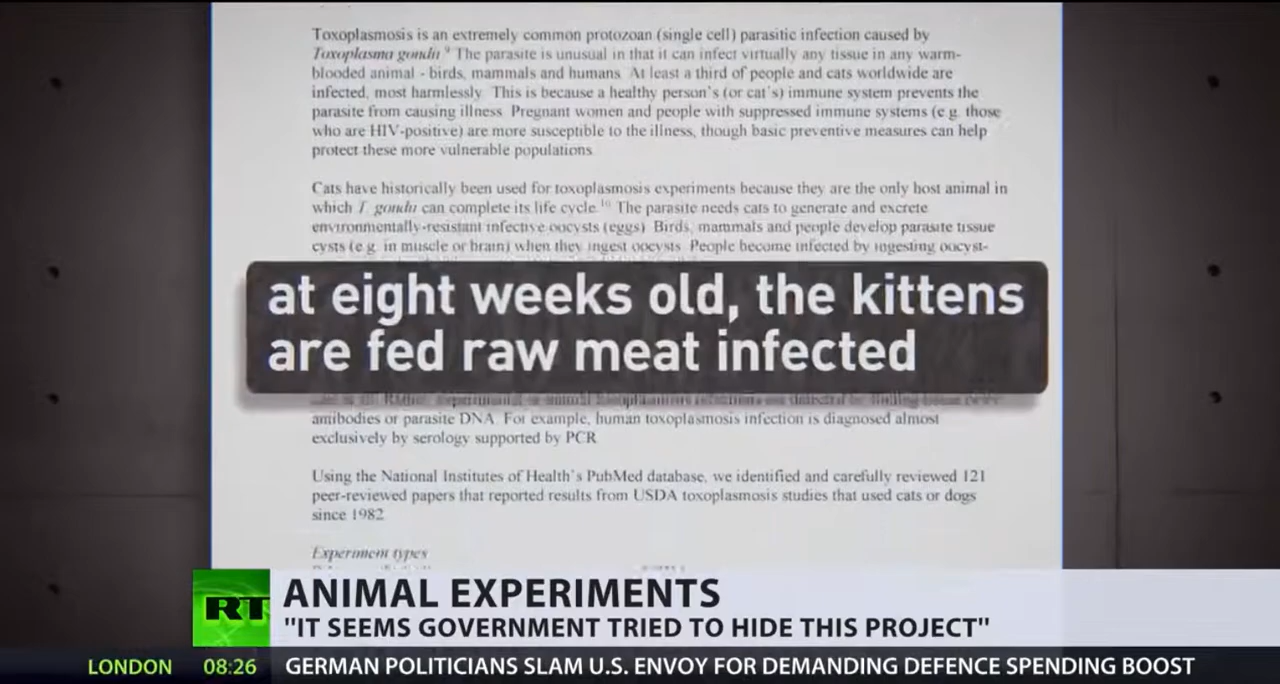 Toxoplasmosis is an extremely common protozoan (single cell) parasitic infection caused by
Toxoplasma gondii 9 The parasite is unusual in that it can infect virtually any tissue in any warm-
blooded animal - birds, mammals and humans. At least a third of people and cats worldwide are
infected, most harmlessly. This is because a healthy person's (or cat's) immune system prevents the
parasite from causing illness. Pregnant women and people with suppressed immune systems (e g. those
who are HIV-positive) are more susceptible to the illness, though basic preventive measures can help
protect these more vulnerable populations.
Cats have historically been used for toxoplasmosis experiments because they are the only host animal in
which T. gondii can complete its life cycle.10 The parasite needs cats to generate and excrete
environmentally-resistant infective oocysts (eggs) Birds, mammals and people develop parasite tissue
cysts (e g. in muscle or brain) when they ingest oocysts. People become infected by ingesting oocyst-
at eight weeks old, the kittens
are fed raw meat infected
antibodies or parasite DNA. For example, human toxoplasmosis infection is diagnosed almost
exclusively by serology supported by PCR
Using the National Institutes of Health's PubMed database, we identified and carefully reviewed 121
peer-reviewed papers that reported results from USDA toxoplasmosis studies that used cats or dogs
since 1982
Experiment types
RT ANIMAL EXPERIMENTS
"IT SEEMS GOVERNMENT TRIED TO HIDE THIS PROJECT"
LONDON 08:26 GERMAN POLITICIANS SLAM U.S. ENVOY FOR DEMANDING DEFENCE SPENDING BOOST